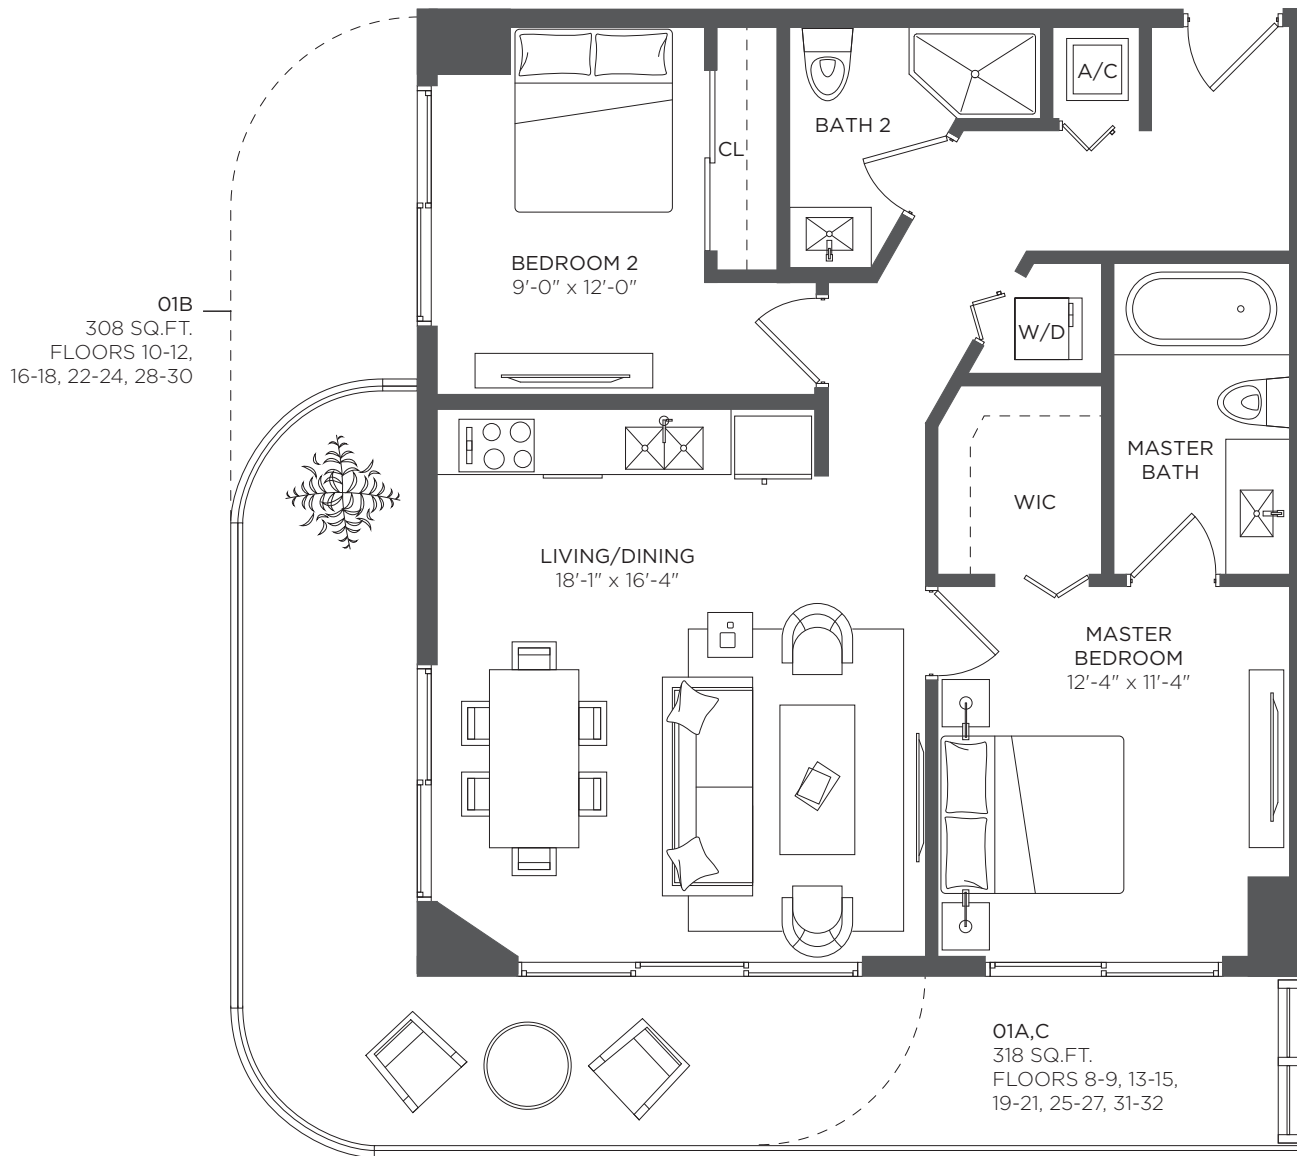 A/C
BATH 2
CL
BEDROOM 2
9'-0" x 12'-0"
01B
308 SQ.FT.
FLOORS 10-12,
16-18, 22-24, 28-30
W/D
MASTER
BATH
WIC
LIVING/DINING
18'-1" x 16'-4"
MASTER
BEDROOM
12'-4" x 11'-4"
01A,C
318 SQ.FT.
FLOORS 8-9, 13-15,
19-21, 25-27, 31-32